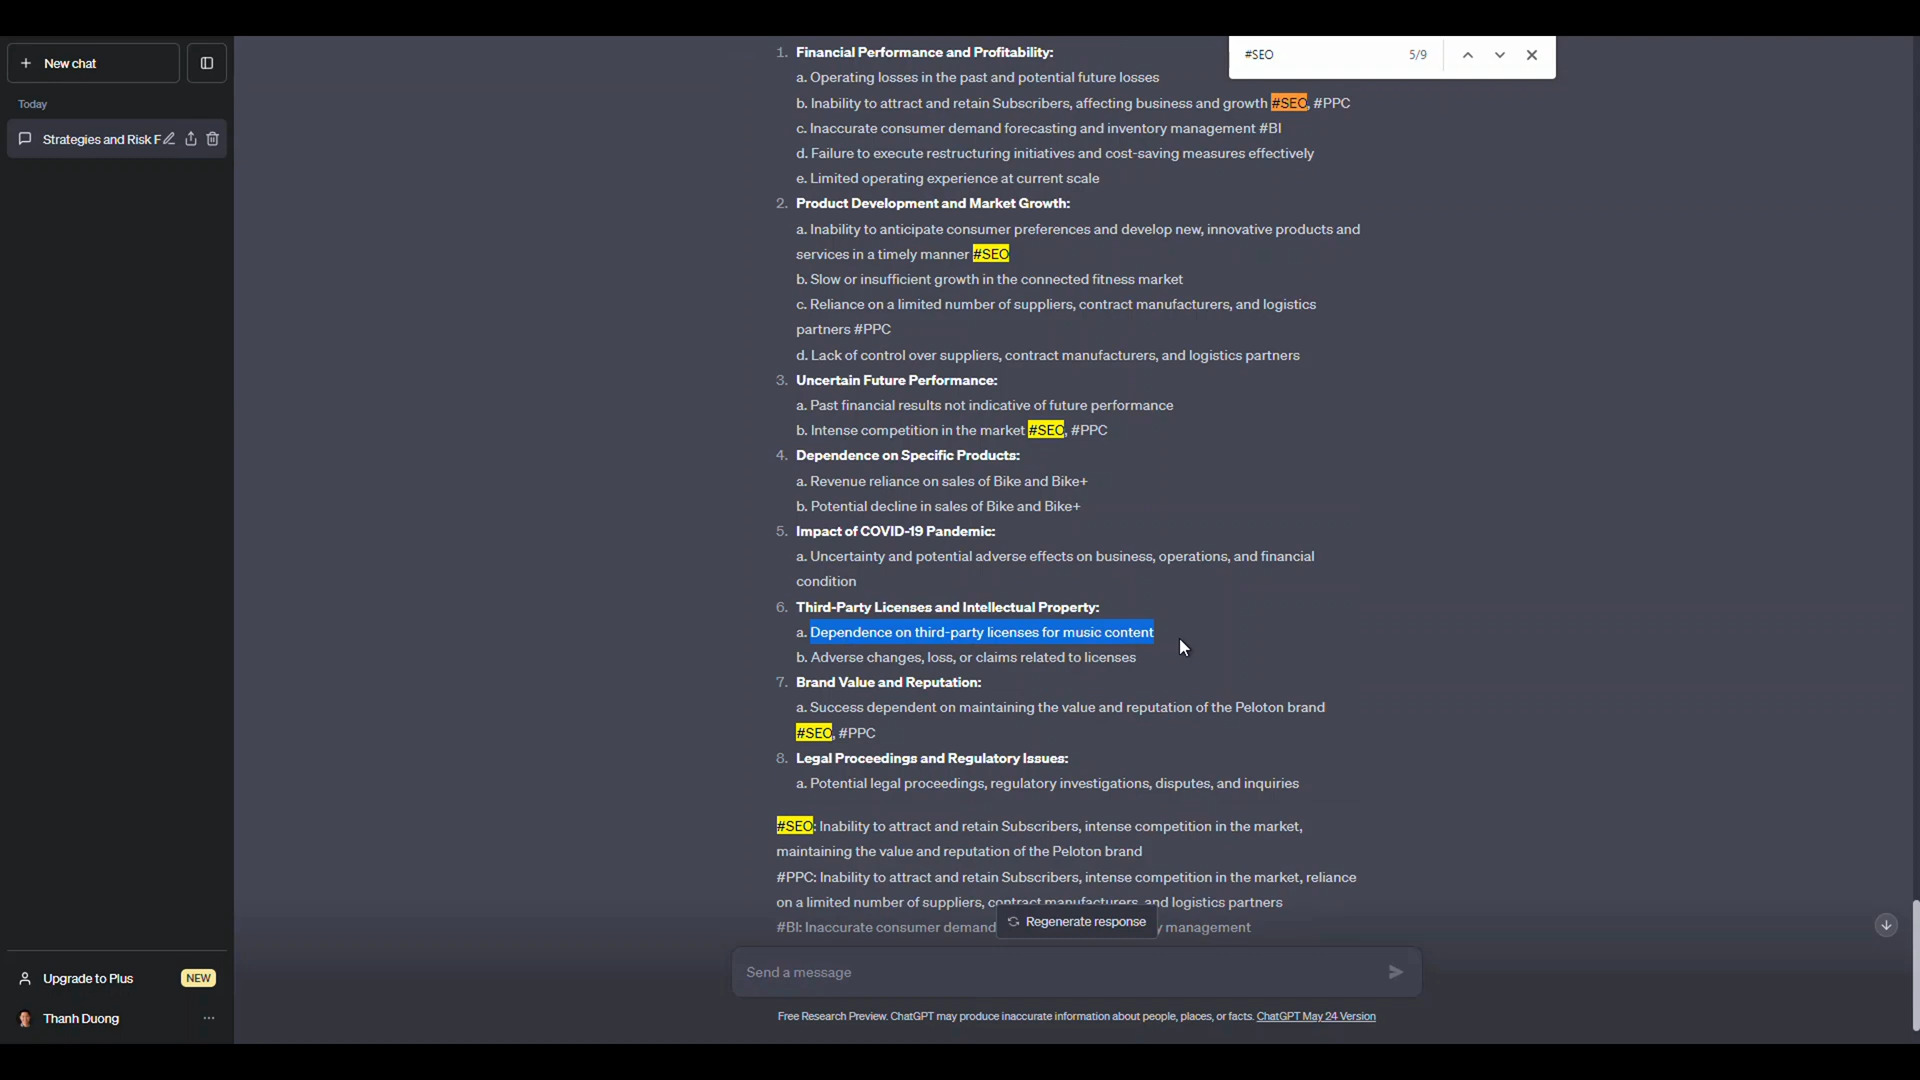 New chat
Today
Strategies and Risk F
Upgrade to Plus
NEW
Thanh Duong
...
#SEO
5/9
1. Financial Performance and Profitability:
a. Operating losses in the past and potential future losses
b. Inability to attract and retain Subscribers, affecting business and growth #SEO, #PPC
c. Inaccurate consumer demand forecasting and inventory management #BI
d. Failure to execute restructuring initiatives and cost-saving measures effectively
e. Limited operating experience at current scale
2. Product Development and Market Growth:
a. Inability to anticipate consumer preferences and develop new, innovative products and
services in a timely manner #SEO
b. Slow or insufficient growth in the connected fitness market
c. Reliance on a limited number of suppliers, contract manufacturers, and logistics
partners #PPC
d. Lack of control over suppliers, contract manufacturers, and logistics partners
3. Uncertain Future Performance:
a. Past financial results not indicative of future performance
b. Intense competition in the market #SEO, #PPC
4. Dependence on Specific Products:
a. Revenue reliance on sales of Bike and Bike+
b. Potential decline in sales of Bike and Bike+
5. Impact of COVID-19 Pandemic:
a. Uncertainty and potential adverse effects on business, operations, and financial
condition
6. Third-Party Licenses and Intellectual Property:
a. Dependence on third-party licenses for music content
b. Adverse changes, loss, or claims related to licenses
7. Brand Value and Reputation:
a. Success dependent on maintaining the value and reputation of the Peloton brand
#SEO, #PPC
8. Legal Proceedings and Regulatory Issues:
a. Potential legal proceedings, regulatory investigations, disputes, and inquiries
#SEO: Inability to attract and retain Subscribers, intense competition in the market,
maintaining the value and reputation of the Peloton brand
#PPC: Inability to attract and retain Subscribers, intense competition in the market, reliance
on a limited number of suppliers, contract manufacturers, and logistics partners
#BI: Inaccurate consumer demand management
Regenerate response
Send a message
Free Research Preview. ChatGPT may produce inaccurate information about people, places, or facts. ChatGPT May 24 Version